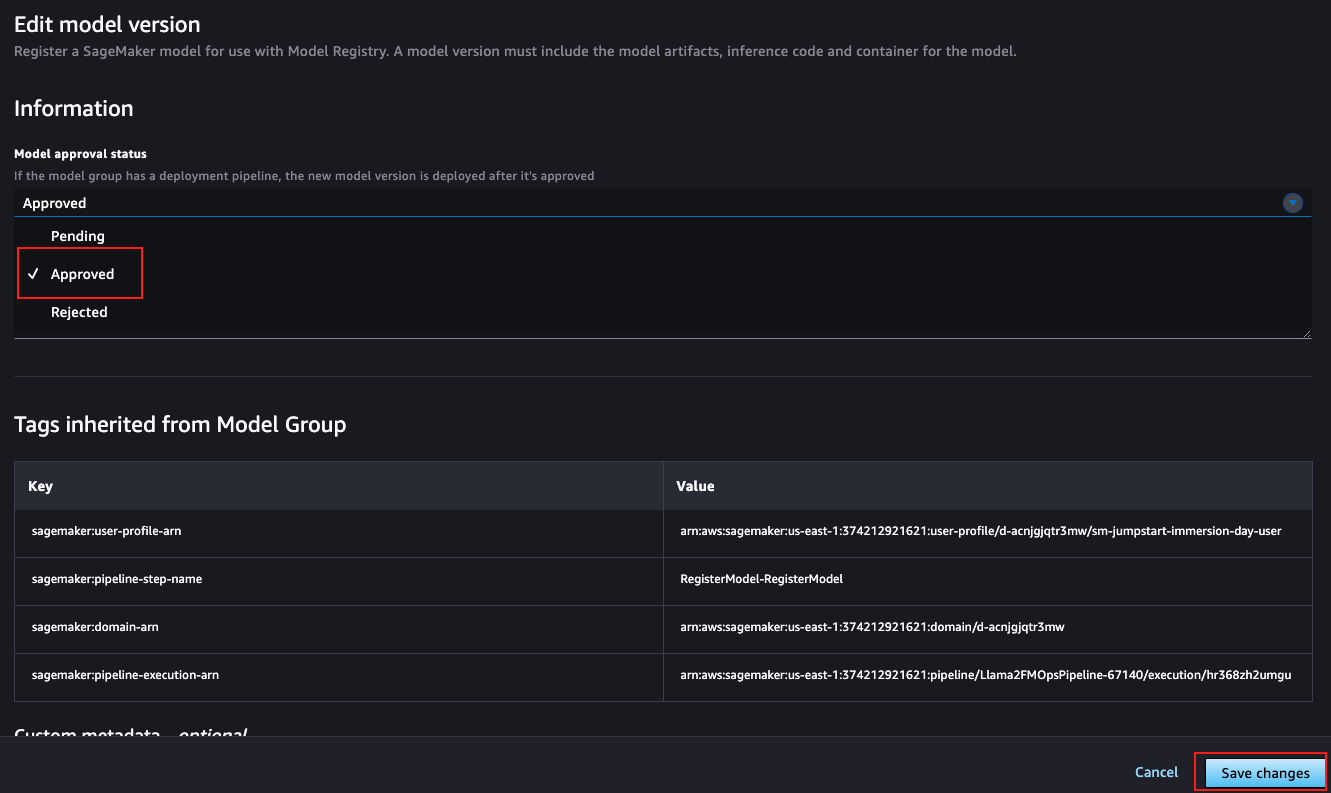 Edit model version
Register a SageMaker model for use with Model Registry. A model version must include the model artifacts, inference code and container for the model.
Information
Model approval status
If the model group has a deployment pipeline, the new model version is deployed after it's approved
Approved
Pending
✓ Approved
Rejected
Tags inherited from Model Group
Key Value
sagemaker:user-profile-arn arn:aws:sagemaker:us-east-1:374212921621:user-profile/d-acnjgjqtr3mw/sm-jumpstart-immersion-day-user
sagemaker:pipeline-step-name RegisterModel-RegisterModel
sagemaker:domain-arn arn:aws:sagemaker:us-east-1:374212921621:domain/d-acnjgjqtr3mw
sagemaker:pipeline-execution-arn arn:aws:sagemaker:us-east-1:374212921621:pipeline/Llama2FMOpsPipeline-67140/execution/hr368zh2umgu
Custom metadata - optional
Cancel Save changes